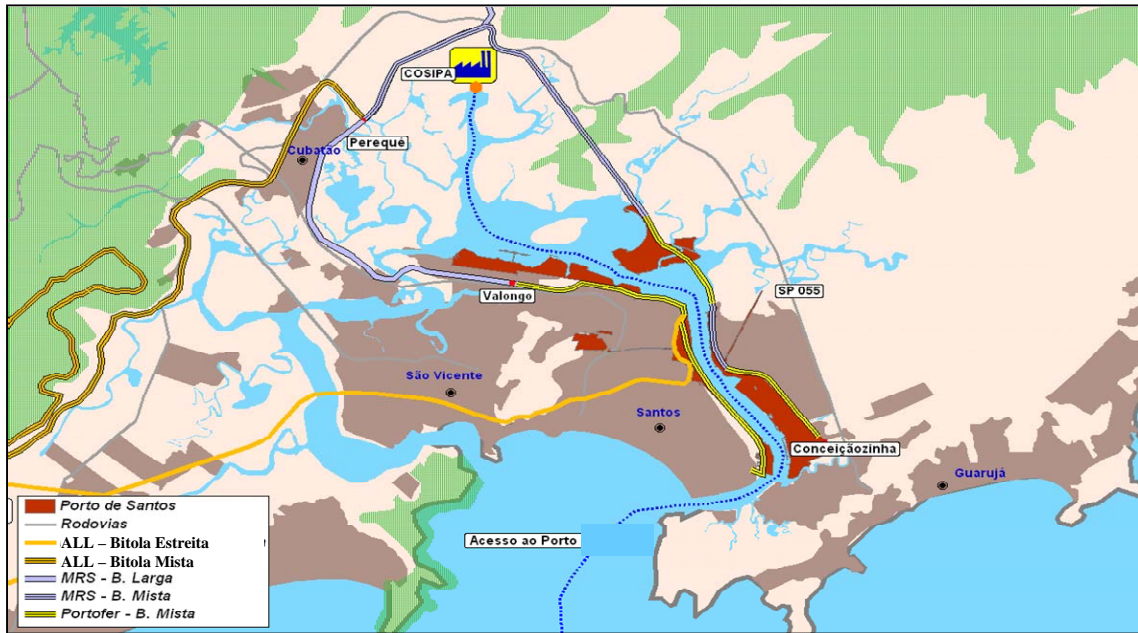 COSIPA
Perequê
Cubatão
Valongo
SP 055
São Vicente
Santos
Conceiçãozinha
Guarujá
Acesso ao Porto
Porto de Santos
Rodovias
ALL – Bitola Estreita
ALL – Bitola Mista
MRS - B. Larga
MRS - B. Mista
Portofer - B. Mista